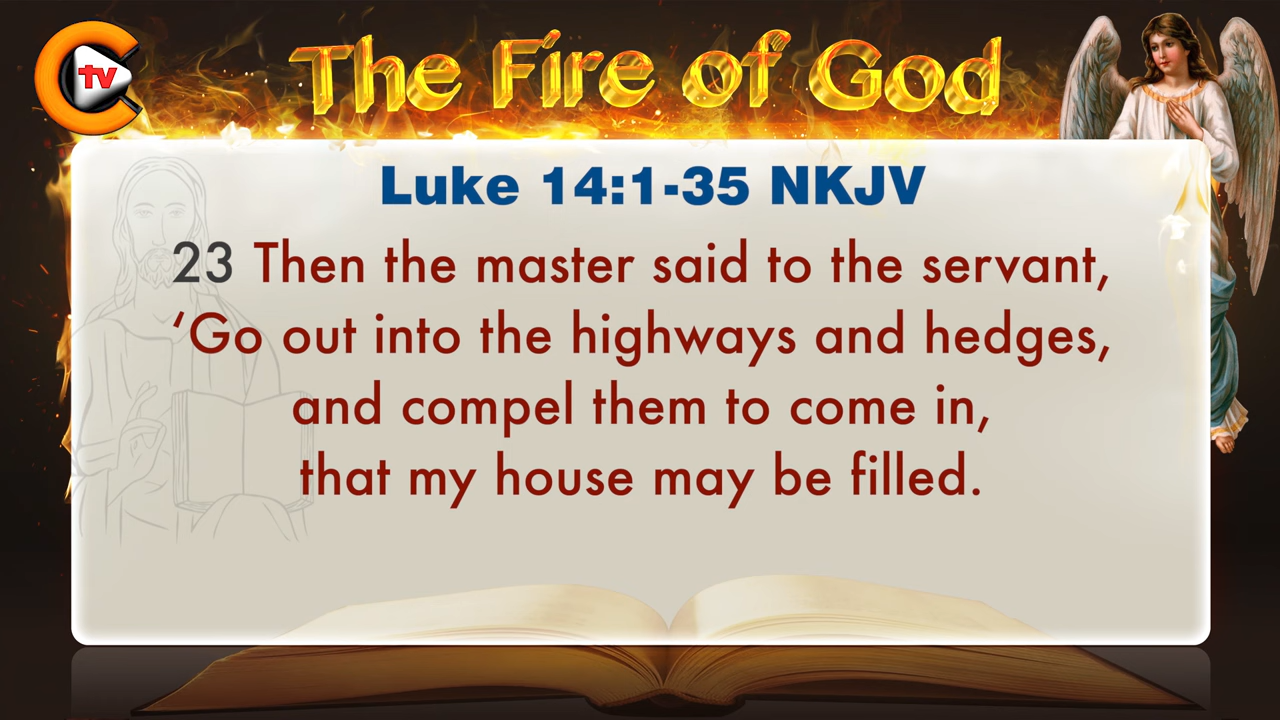 tv
The Fire of God
Luke 14:1-35 NKJV
23 Then the master said to the servant,
‘Go out into the highways and hedges,
and compel them to come in,
that my house may be filled.